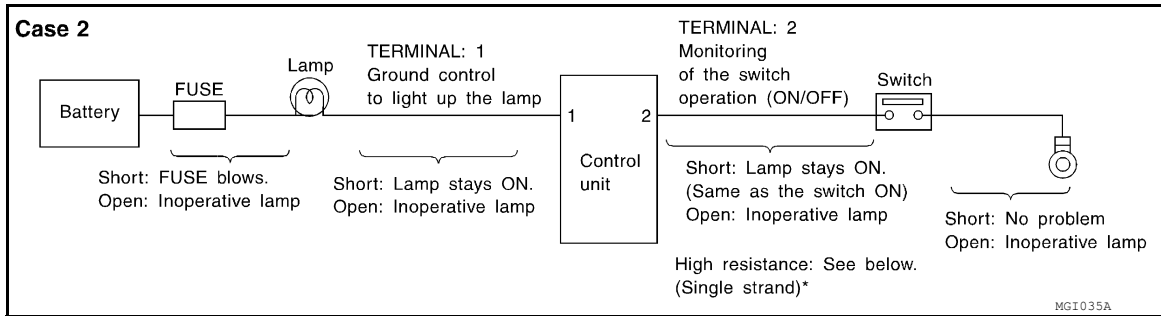 Case 2
Battery
FUSE
Lamp
TERMINAL: 1
Ground control
to light up the lamp
1
2
Control
unit
TERMINAL: 2
Monitoring
of the switch
operation (ON/OFF)
Switch
Short: FUSE blows.
Open: Inoperative lamp
Short: Lamp stays ON.
Open: Inoperative lamp
Short: Lamp stays ON.
(Same as the switch ON)
Open: Inoperative lamp
High resistance: See below.
(Single strand)*
Short: No problem
Open: Inoperative lamp
MGI035A